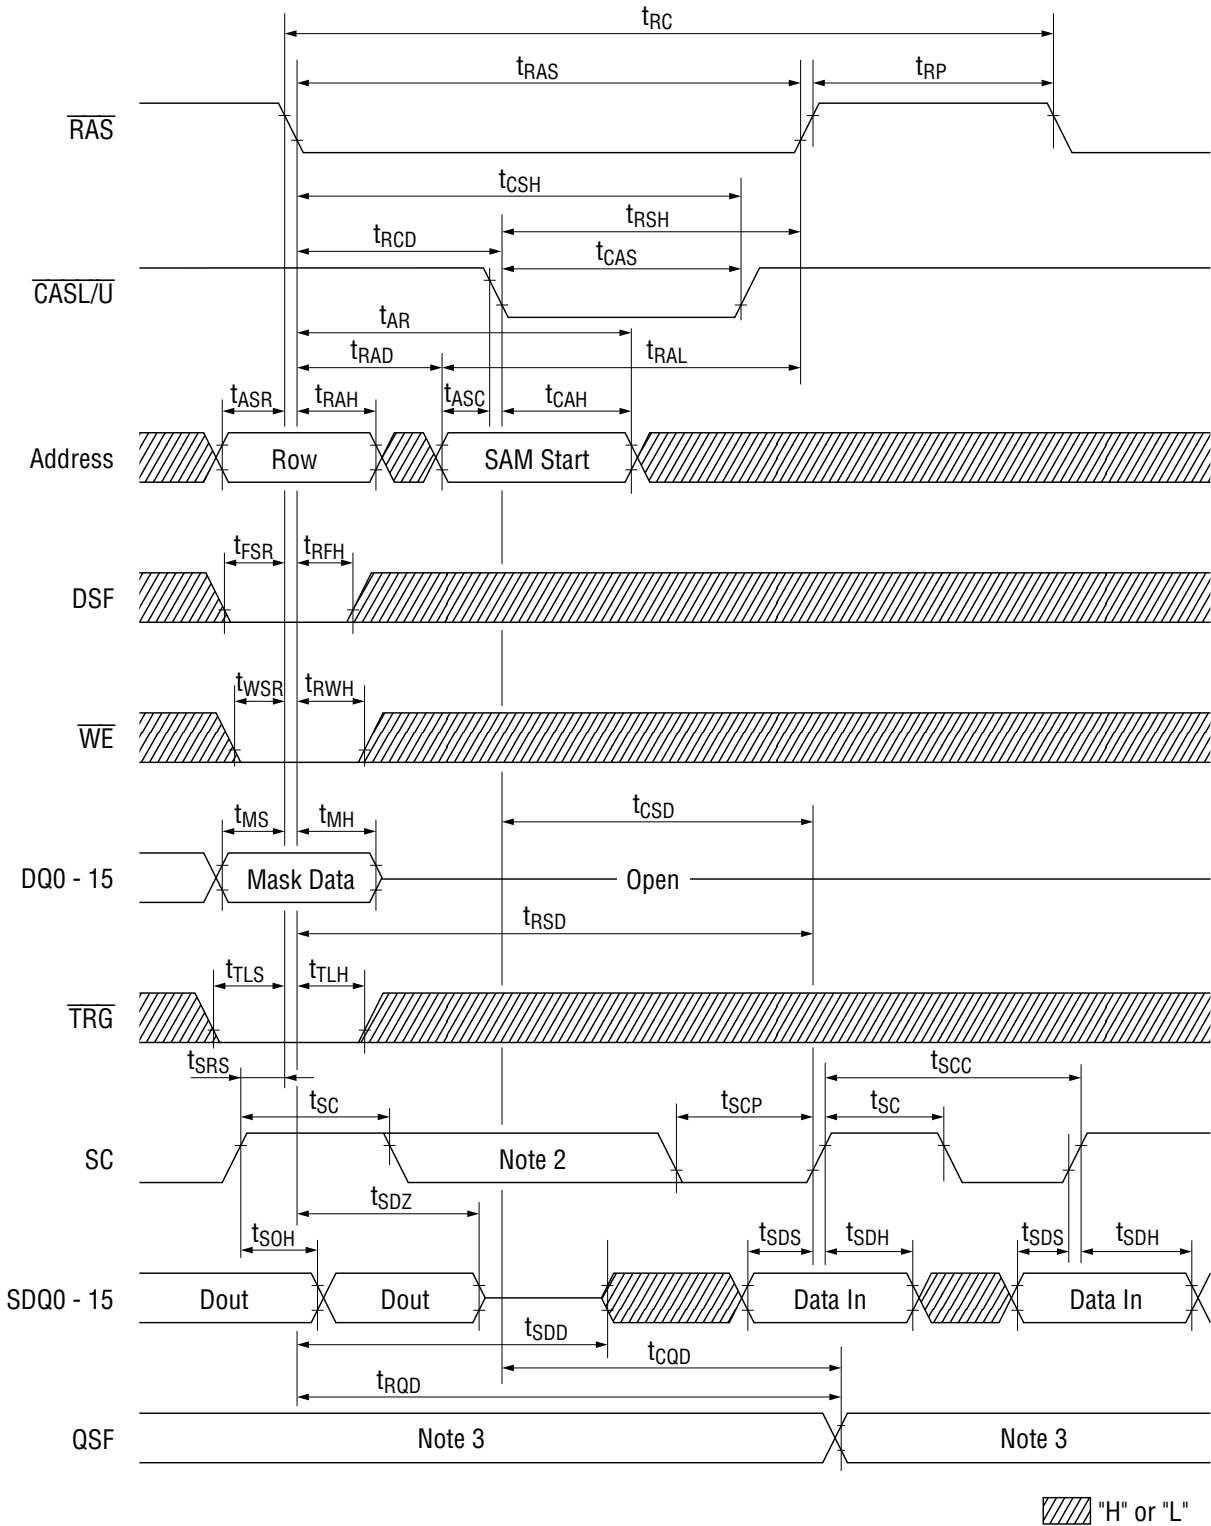 tRC
tRAS tRP
RAS
tCSH
tRSH
tRCD
tCAS
CASL/U
tAR
tRAD tRAL
tASR tRAH tASC tCAH
Address Row SAM Start
tFSR tRFH
DSF
tWSR tRWH
WE
tCSD
tMS tMH
DQ0 - 15 Mask Data Open
tRSD
tTLS tTLH
TRG
tSRS tSCC
tSC tSCP tSC
SC Note 2
tSDZ
tSOH tSDS tSDH tSDS tSDH
SDQ0 - 15 Dout Dout Data In Data In
tSDD
tCQD
tRQD
QSF Note 3 Note 3
"H" or "L"